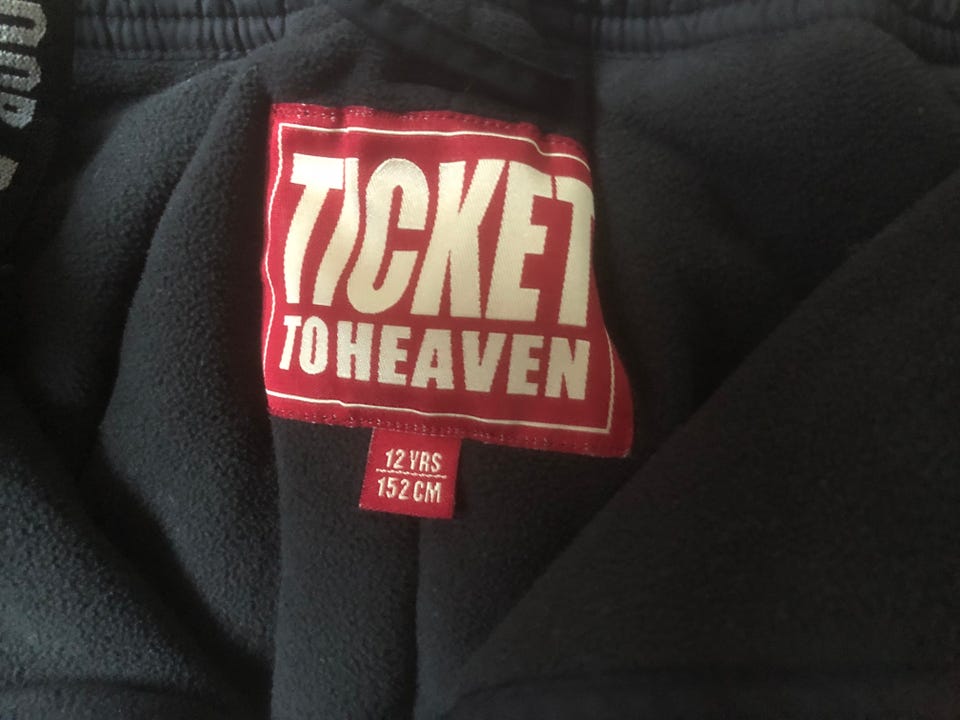 TICKET
TO HEAVEN
12 YRS
152 CM